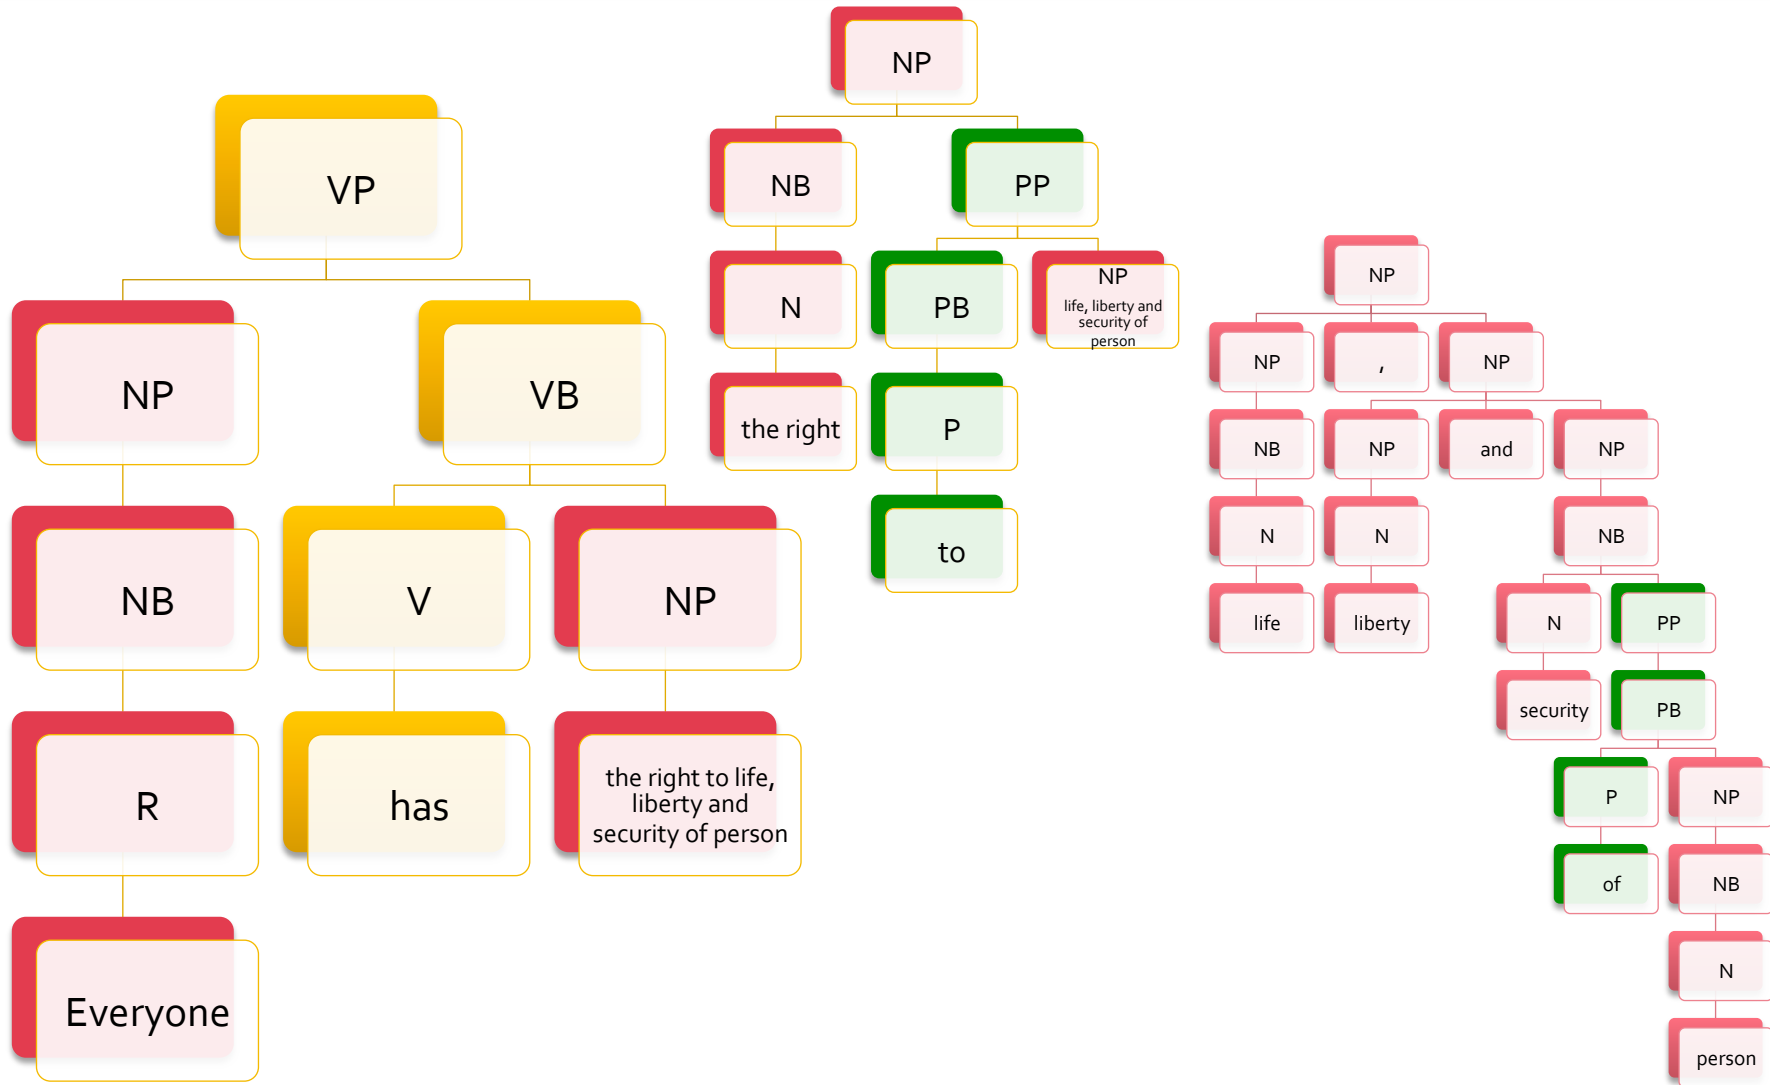 VP
NP
VB
NB
V
NP
R
has
the right to life,
liberty and
security of person
Everyone
NP
NB
PP
N
PB
NP
life, liberty and
security of
person
the right
P
to
NP
NP
,
NP
NB
NP
and
NP
N
N
NB
life
liberty
N
PP
security
PB
P
NP
of
NB
N
person